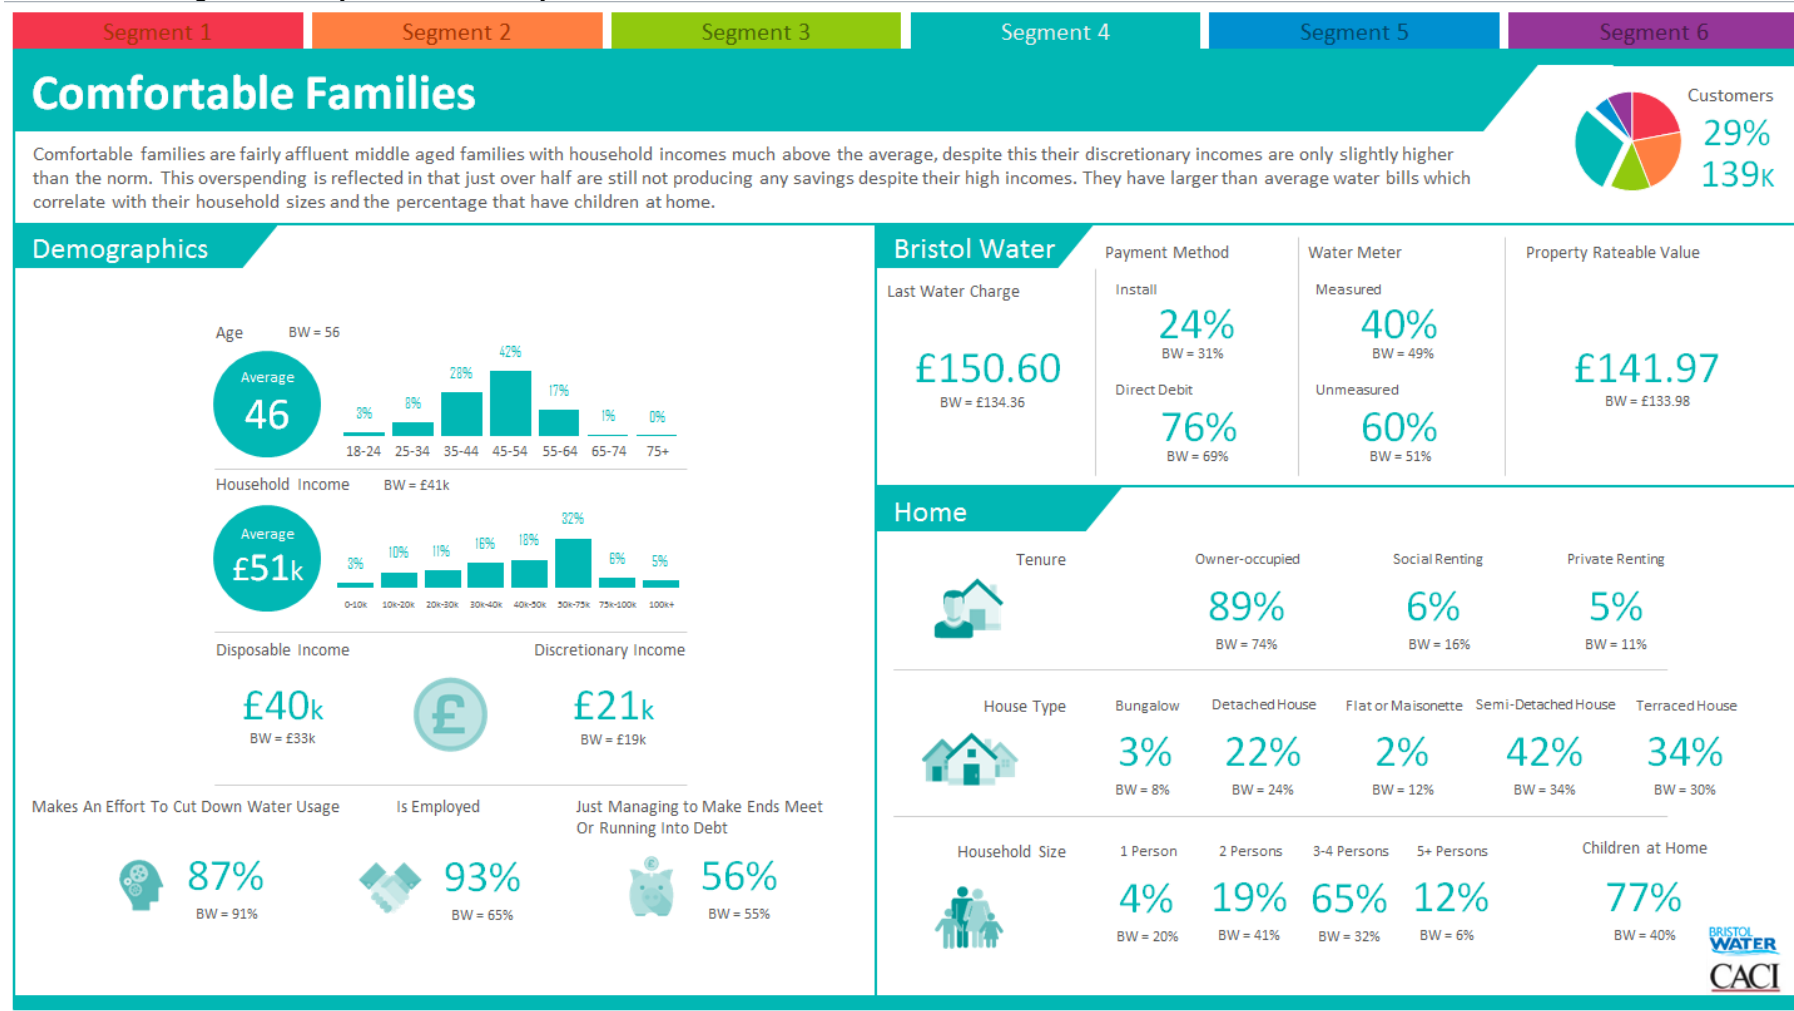 Segment 1
Segment 2
Segment 3
Segment 4
Segment 5
Segment 6
Comfortable Families
Customers
29%
139K
Comfortable families are fairly affluent middle aged families with household incomes much above the average, despite this their discretionary incomes are only slightly higher
than the norm. This overspending is reflected in that just over half are still not producing any savings despite their high incomes. They have larger than average water bills which
correlate with their household sizes and the percentage that have children at home.
Demographics
Age BW = 56
Average
46
3% 8% 28% 42% 17% 1% 0%
18-24 25-34 35-44 45-54 55-64 65-74 75+
Household Income BW = £41k
Average
£51k
3% 10% 11% 16% 18% 32% 6% 5%
0-10k 10k-20k 20k-30k 30k-40k 40k-50k 50k-75k 75k-100k 100k+
Disposable Income Discretionary Income
£40k £ £21k
BW = £33k BW = £19k
Makes An Effort To Cut Down Water Usage Is Employed Just Managing to Make Ends Meet
Or Running Into Debt
£
87% 93% 56%
BW = 91% BW = 65% BW = 55%
Bristol Water
Last Water Charge
£150.60
BW = £134.36
Payment Method
Install
24%
BW = 31%
Direct Debit
76%
BW = 69%
Water Meter
Measured
40%
BW = 49%
Unmeasured
60%
BW = 51%
Property Rateable Value
£141.97
BW = £133.98
Home
Tenure Owner-occupied Social Renting Private Renting
89% 6% 5%
BW = 74% BW = 16% BW = 11%
House Type Bungalow Detached House Flat or Maisonette Semi-Detached House Terraced House
3% 22% 2% 42% 34%
BW = 8% BW = 24% BW = 12% BW = 34% BW = 30%
Household Size 1 Person 2 Persons 3-4 Persons 5+ Persons Children at Home
4% 19% 65% 12% 77%
BW = 20% BW = 41% BW = 32% BW = 6% BW = 40%
BRISTOL
WATER
CACI